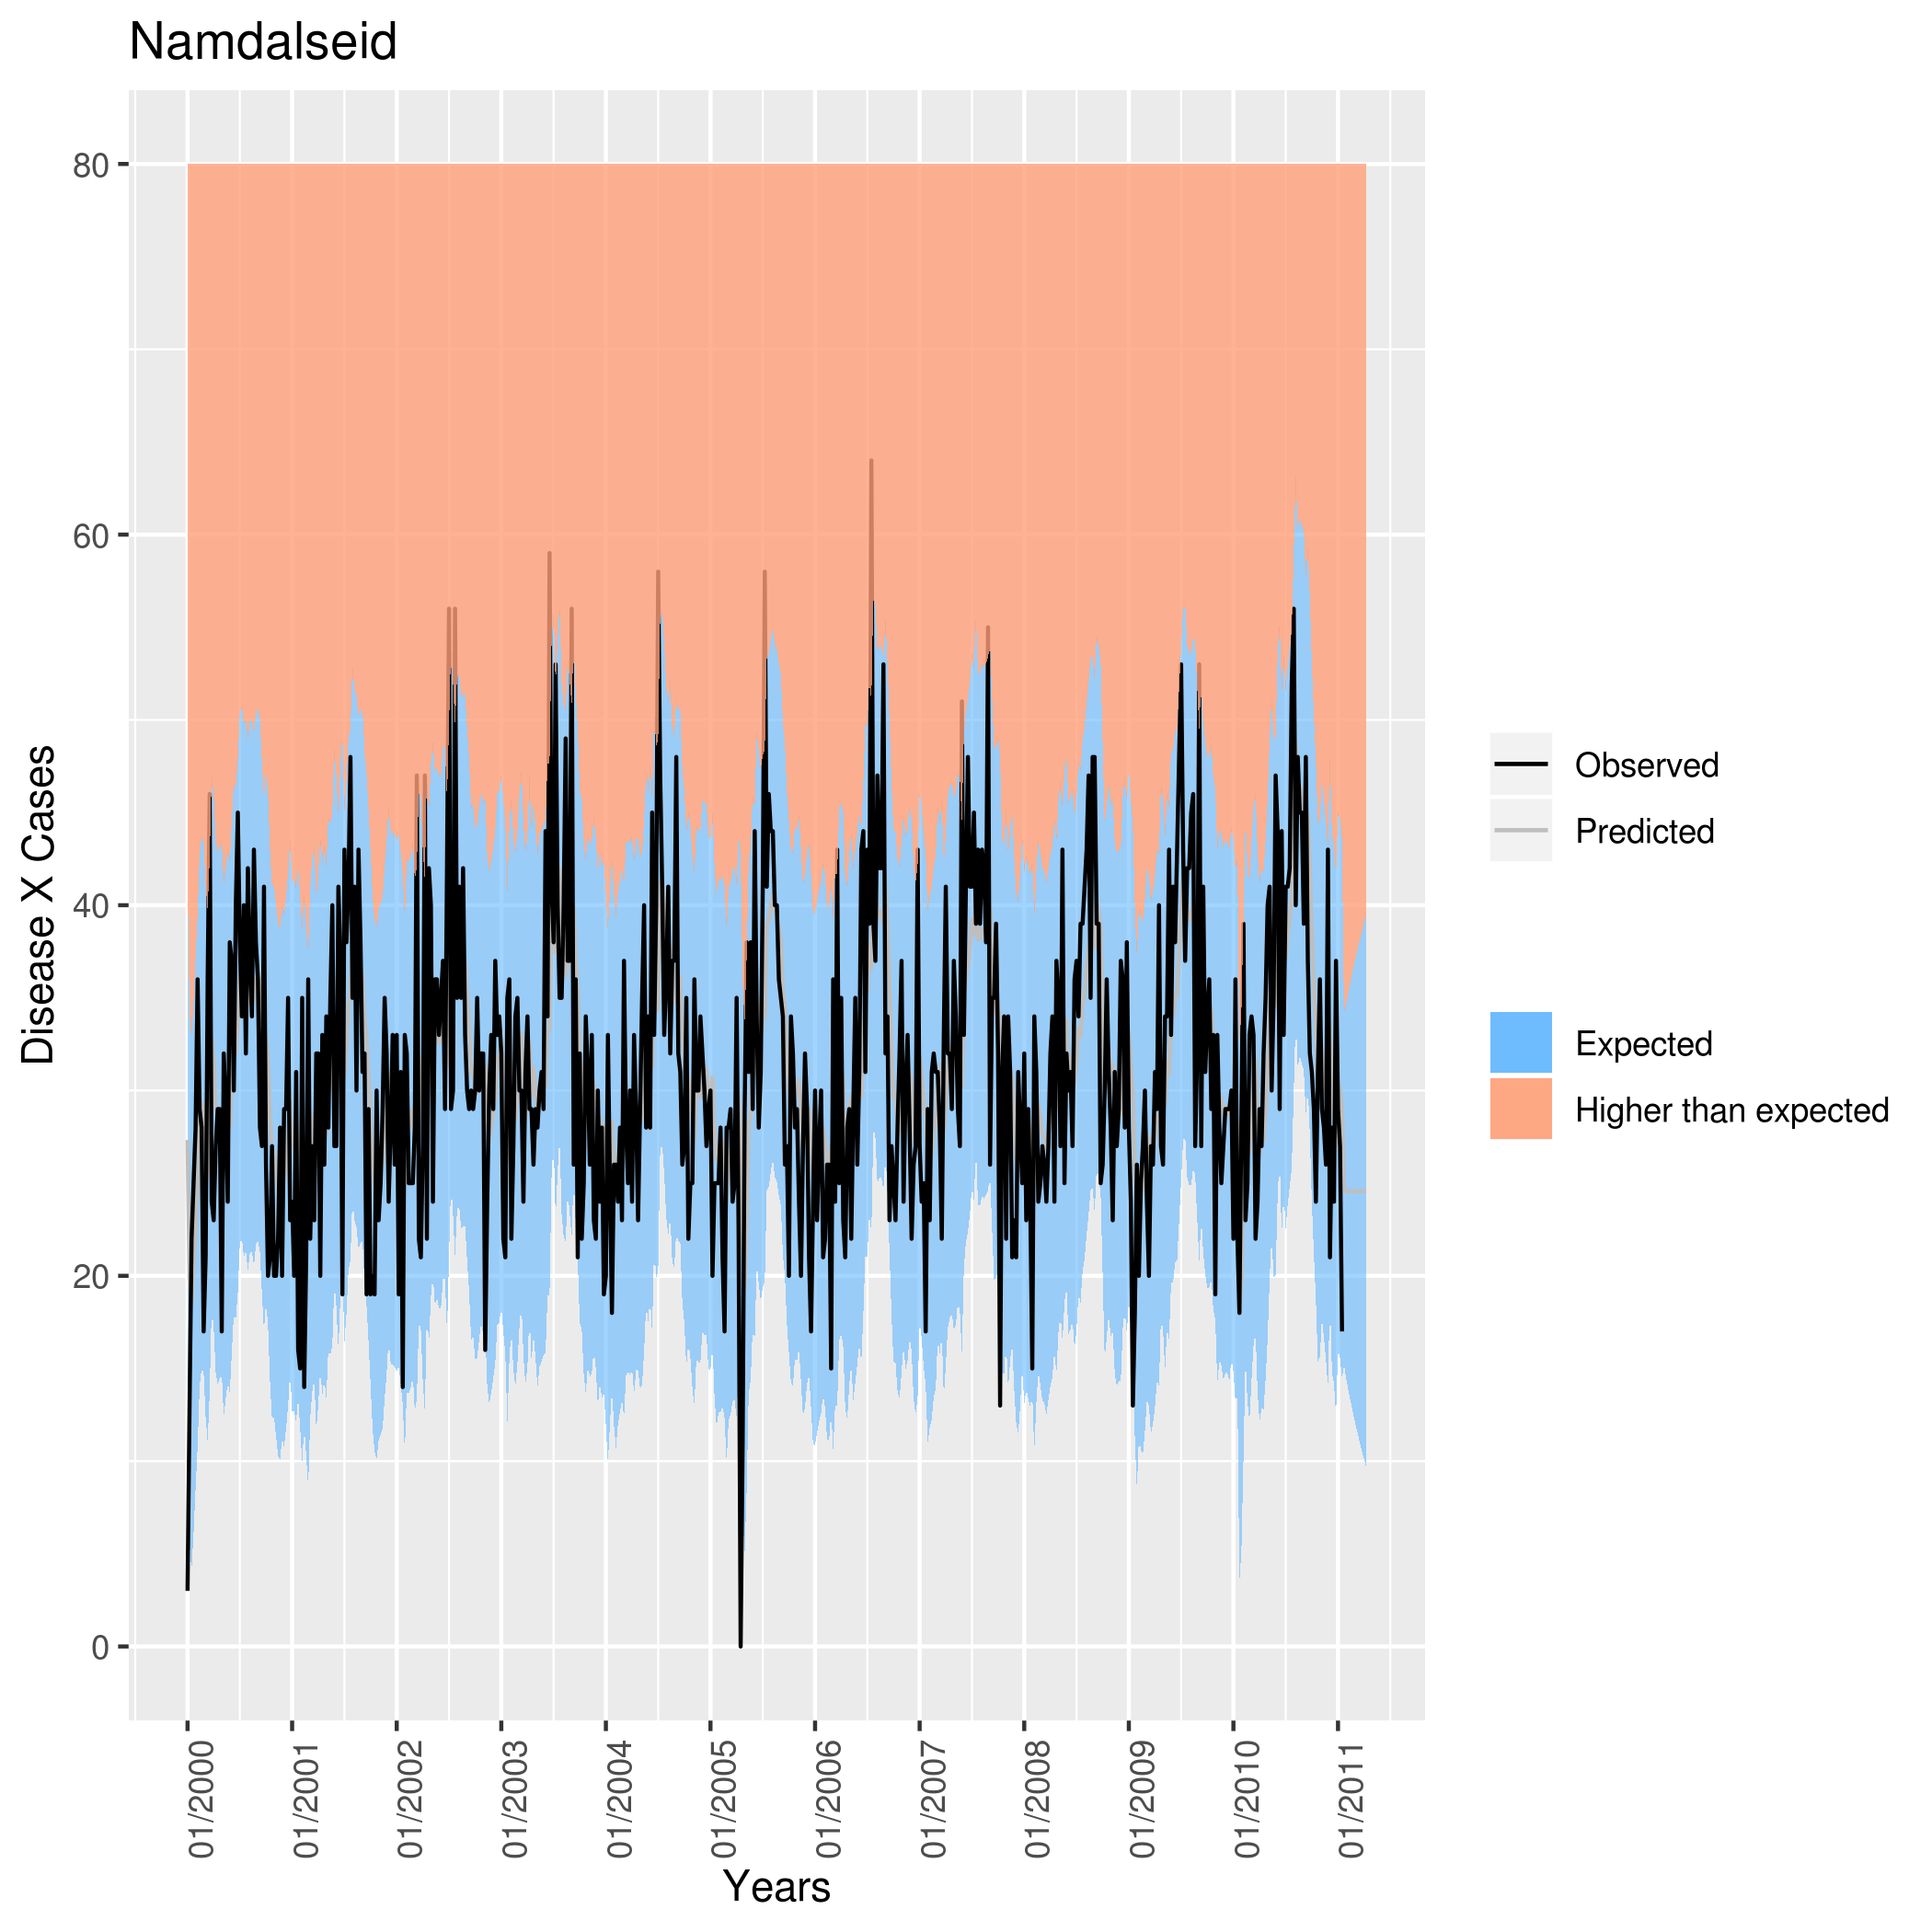 Namdalseid
Disease X Cases
80
60
40
20
0
01/2000
01/2001
01/2002
01/2003
01/2004
01/2005
01/2006
01/2007
01/2008
01/2009
01/2010
01/2011
Years
Observed
Predicted
Expected
Higher than expected